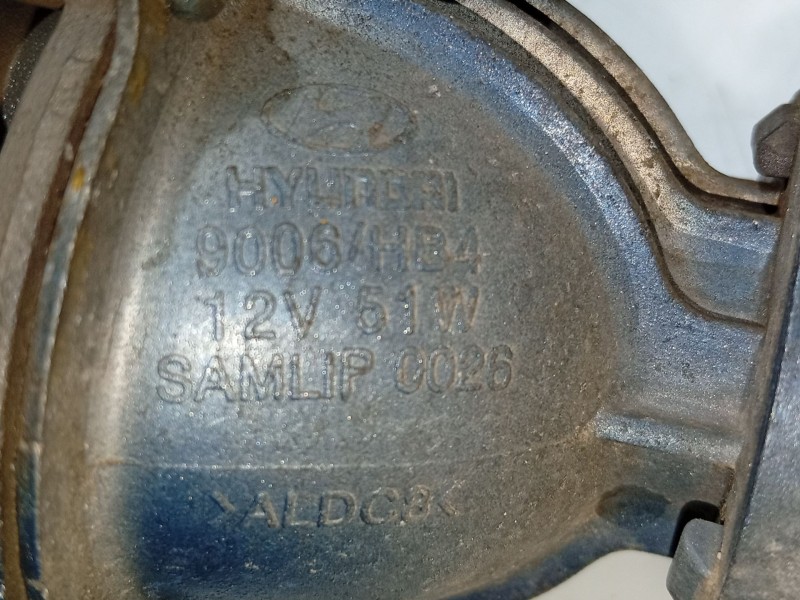 HYUNDAI
9006/HB4
12V 51W
SAMLIP 0026
>ALDC8<